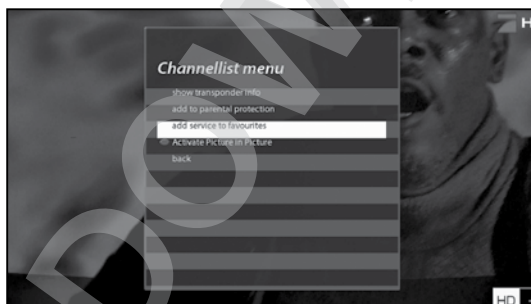 Channellist menu
show transponder info
add to parental protection
add service to favourites
Activate Picture in Picture
back
HD